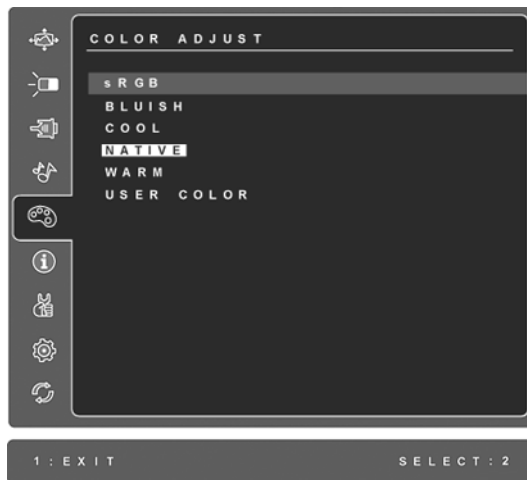 COLOR ADJUST
sRGB
BLUISH
COOL
NATIVE
WARM
USER COLOR
1:EXIT SELECT:2